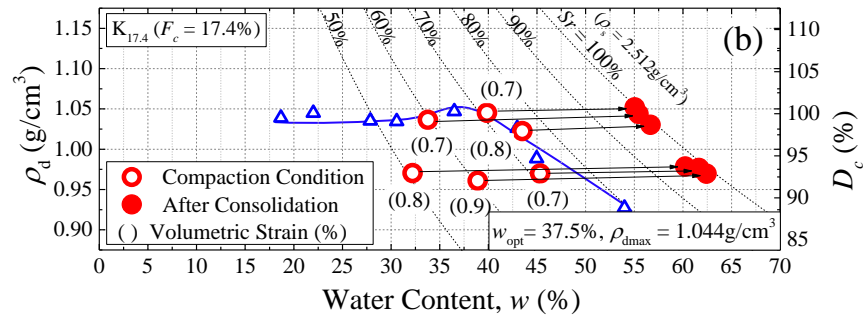 K17.4 (Fc = 17.4%)
50%
60%
70%
80%
90%
Sr = 100%
(ρs = 2.512g/cm3)
(b)
1.15
1.10
1.05
1.00
0.95
0.90
ρd (g/cm3)
110
105
100
95
90
85
Dc (%)
(0.7)
(0.7)
(0.8)
(0.8)
(0.9)
(0.7)
Compaction Condition
After Consolidation
( ) Volumetric Strain (%)
wopt = 37.5%, ρdmax = 1.044g/cm3
0 5 10 15 20 25 30 35 40 45 50 55 60 65 70
Water Content, w (%)